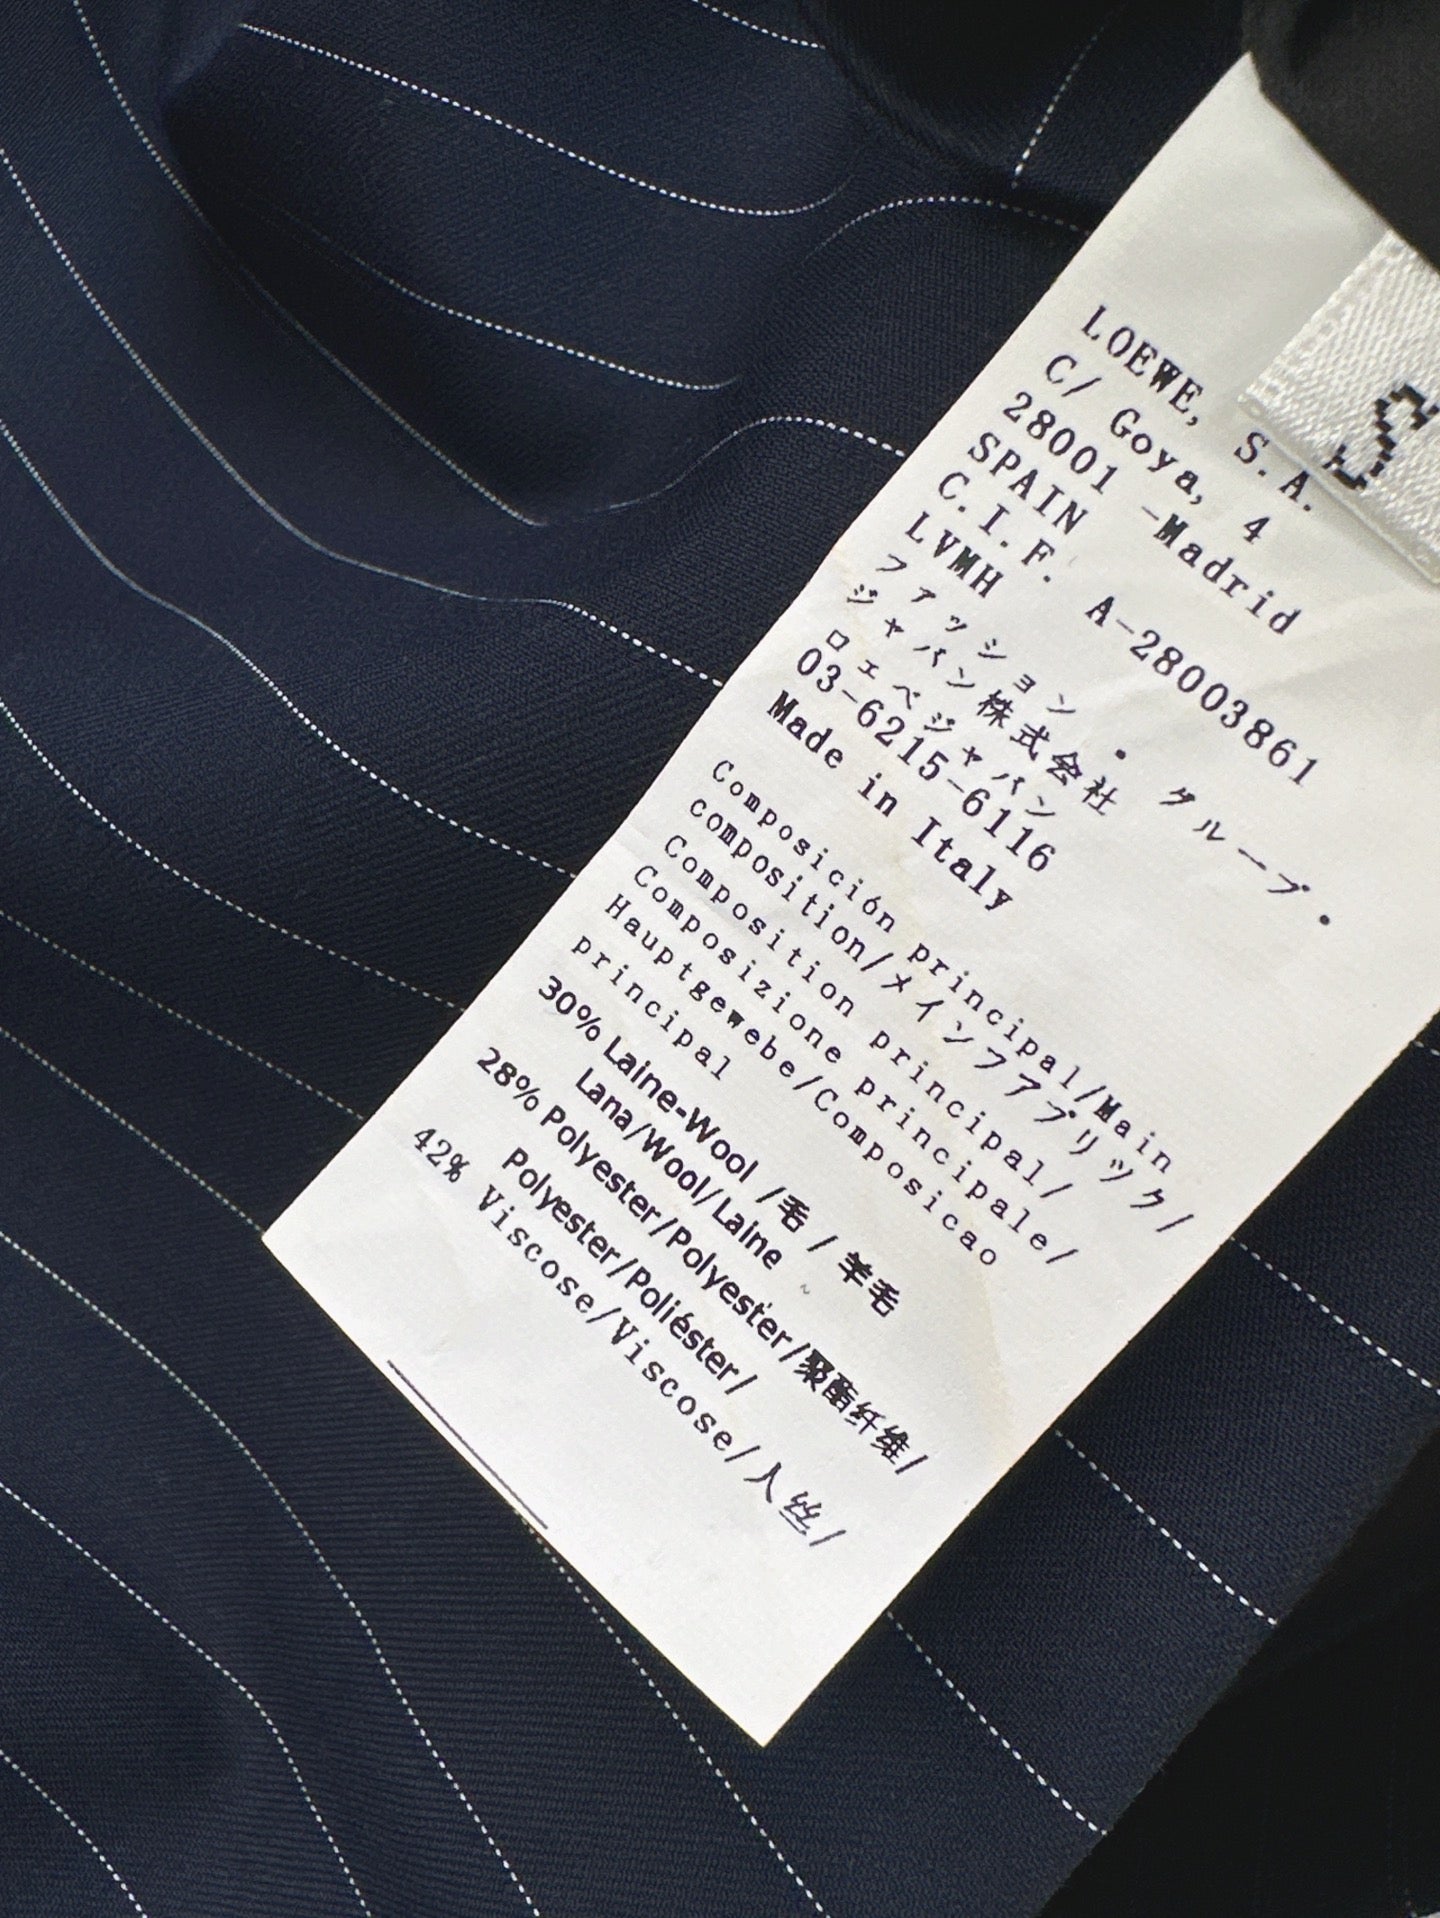 S
LOEWE, S.A.
C/ Goya, 4
28001 -Madrid
SPAIN
C.I.F. A-28003861
LVMH
ファッション・グループ・
ジャパン株式会社
ロエベジャパン
03-6215-6116
Made in Italy
Composición principal/Main
composition/メインファブリック/
Composition principal/
Composizione principale/
Hauptgewebe/Composicao
principal
30% Laine-Wool /毛 / 羊毛
Lana/Wool/Laine
28% Polyester/Polyester/聚酯纤维/
Polyester/Poliéster/
42% Viscose/Viscose/人丝/